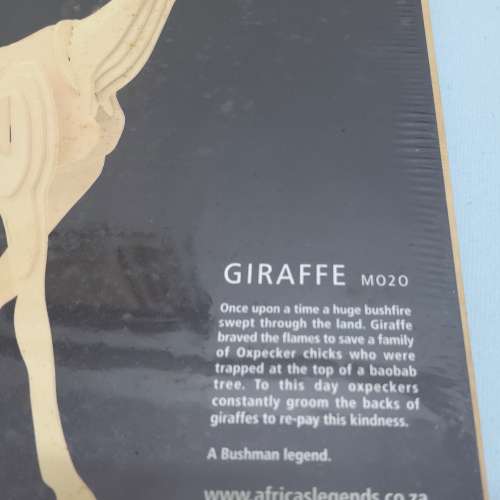 GIRAFFE MO20
Once upon a time a huge bushfire
swept through the land. Giraffe
braved the flames to save a family
of Oxpecker chicks who were
trapped at the top of a baobab
tree. To this day oxpeckers
constantly groom the backs of
giraffes to re-pay this kindness.
A Bushman legend.
www.africaslegends.co.za